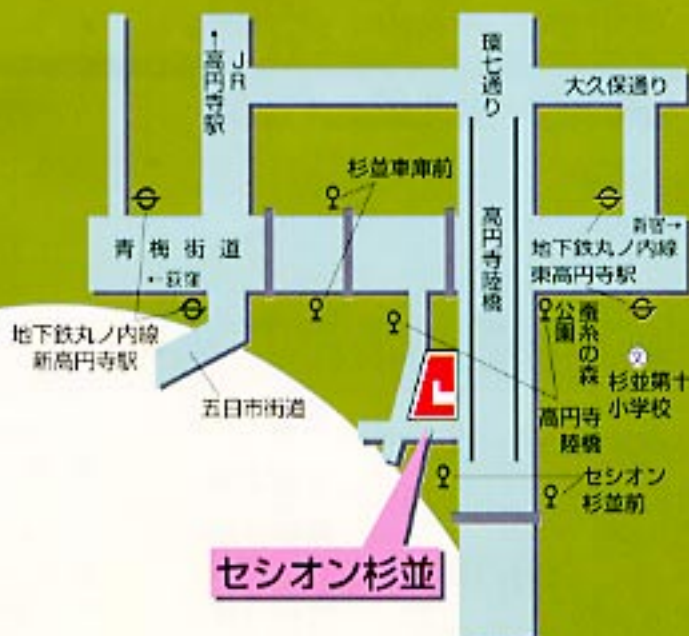 ↑高円寺駅
JR
環七通り
大久保通り
杉並車庫前
高円寺陸橋
新宿→
青梅街道
←荻窪
地下鉄丸ノ内線
東高円寺駅
地下鉄丸ノ内線
新高円寺駅
蚕糸の森
公園
文
杉並第十
小学校
五日市街道
高円寺
陸橋
セシオン
杉並前
セシオン杉並